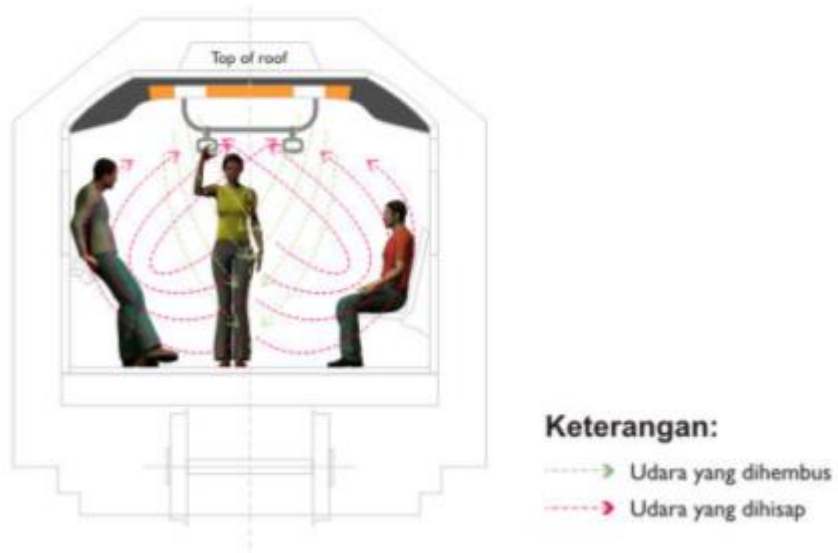 Top of roof
Keterangan:
Udara yang dihembus
Udara yang dihisap